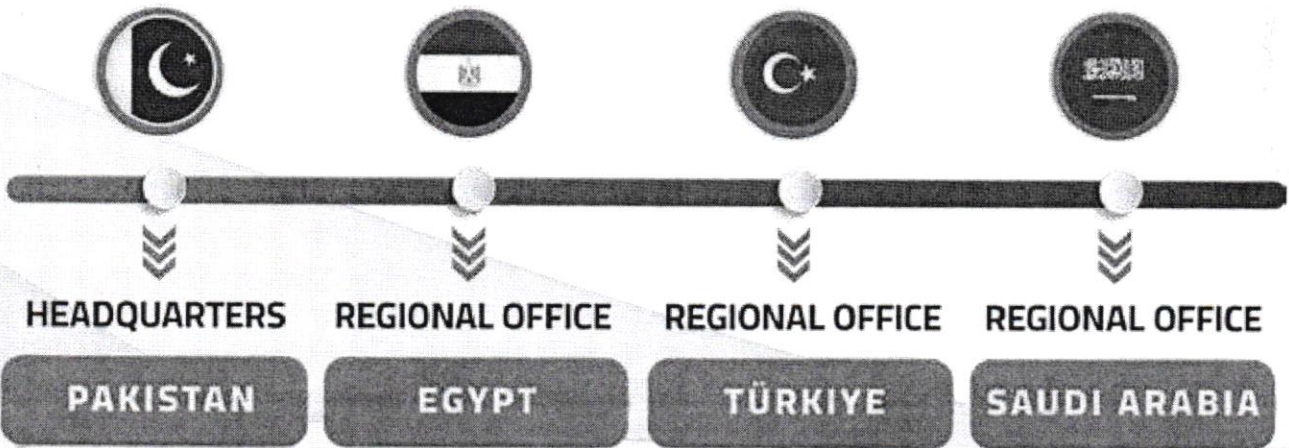 HEADQUARTERS
REGIONAL OFFICE
REGIONAL OFFICE
REGIONAL OFFICE
PAKISTAN
EGYPT
TÜRKIYE
SAUDI ARABIA